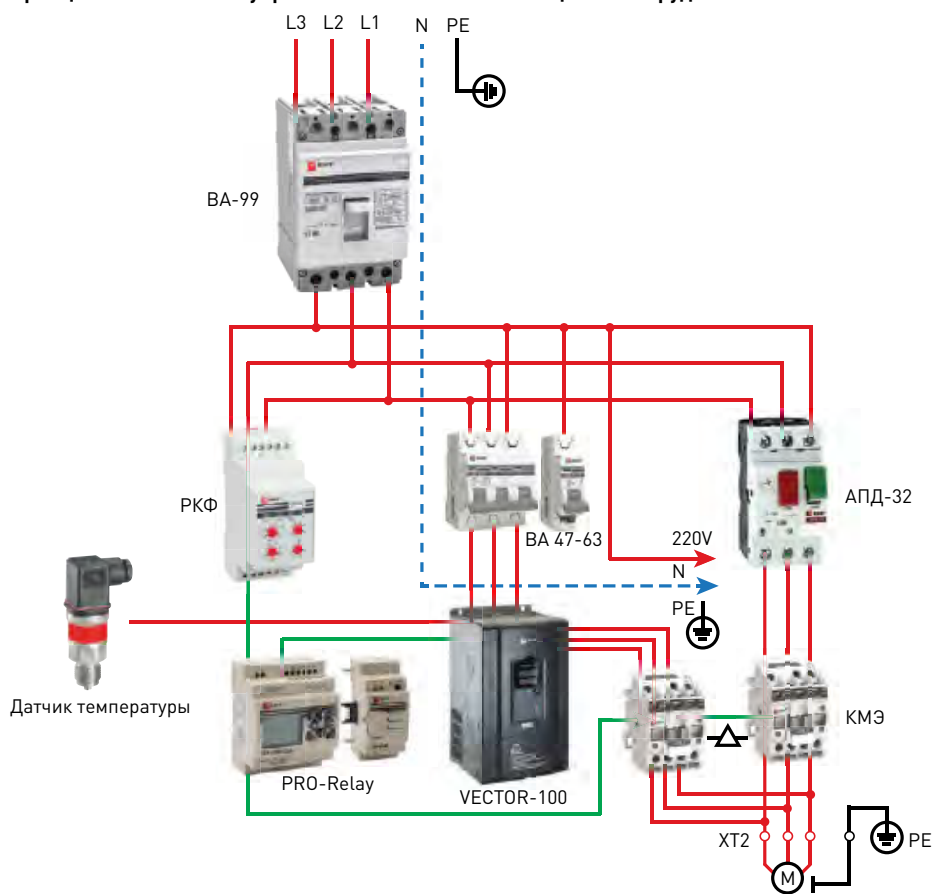 L3 L2 L1 N PE
ВА-99
РКФ
АПД-32
ВА 47-63
220V
N
PE
Датчик температуры
КМЭ
PRO-Relay
VECTOR-100
XT2
PE
M